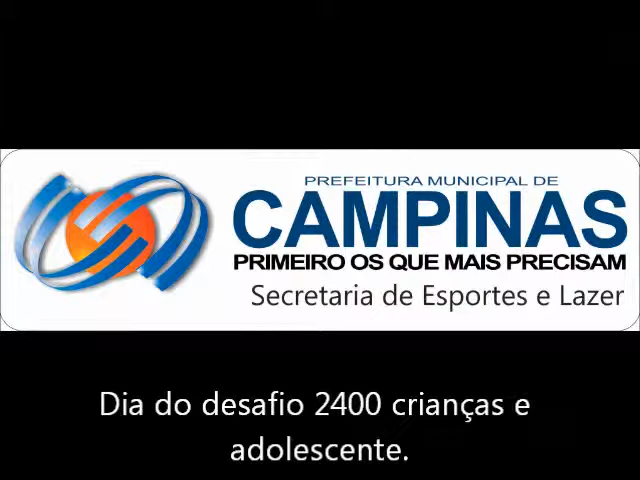 PREFEITURA MUNICIPAL DE
CAMPINAS
PRIMEIRO OS QUE MAIS PRECISAM
Secretaria de Esportes e Lazer
Dia do desafio 2400 crianças e
adolescente.